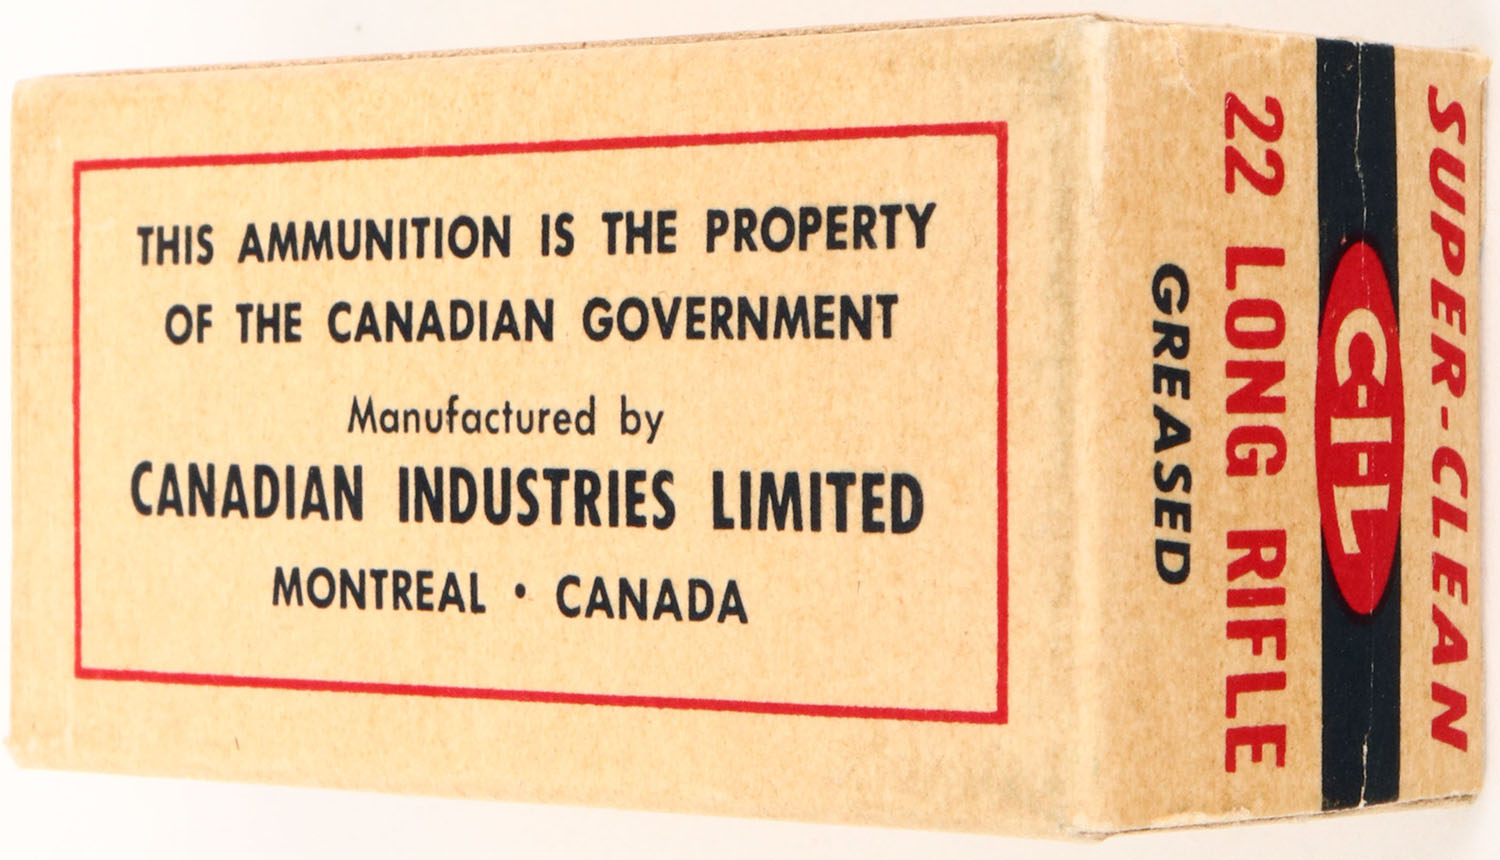 THIS AMMUNITION IS THE PROPERTY
OF THE CANADIAN GOVERNMENT
Manufactured by
CANADIAN INDUSTRIES LIMITED
MONTREAL • CANADA
SUPER-CLEAN
C-I-L
22 LONG RIFLE
GREASED